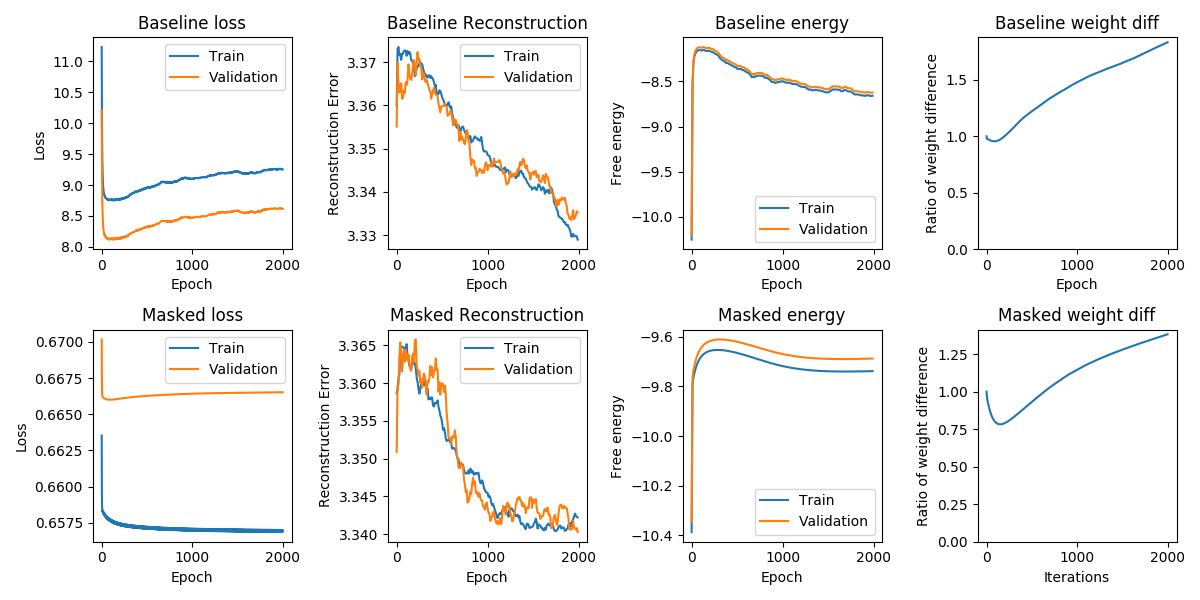 Baseline loss
Loss
11.0
10.5
10.0
9.5
9.0
8.5
8.0
Train
Validation
0 1000 2000
Epoch
Baseline Reconstruction
Reconstruction Error
3.37
3.36
3.35
3.34
3.33
Train
Validation
0 1000 2000
Epoch
Baseline energy
Free energy
−8.5
−9.0
−9.5
−10.0
Train
Validation
0 1000 2000
Epoch
Baseline weight diff
Ratio of weight difference
1.5
1.0
0.5
0.0
0 1000 2000
Epoch
Masked loss
Loss
0.6700
0.6675
0.6650
0.6625
0.6600
0.6575
Train
Validation
0 1000 2000
Epoch
Masked Reconstruction
Reconstruction Error
3.365
3.360
3.355
3.350
3.345
3.340
Train
Validation
0 1000 2000
Epoch
Masked energy
Free energy
−9.6
−9.8
−10.0
−10.2
−10.4
Train
Validation
0 1000 2000
Epoch
Masked weight diff
Ratio of weight difference
1.25
1.00
0.75
0.50
0.25
0.00
0 1000 2000
Iterations